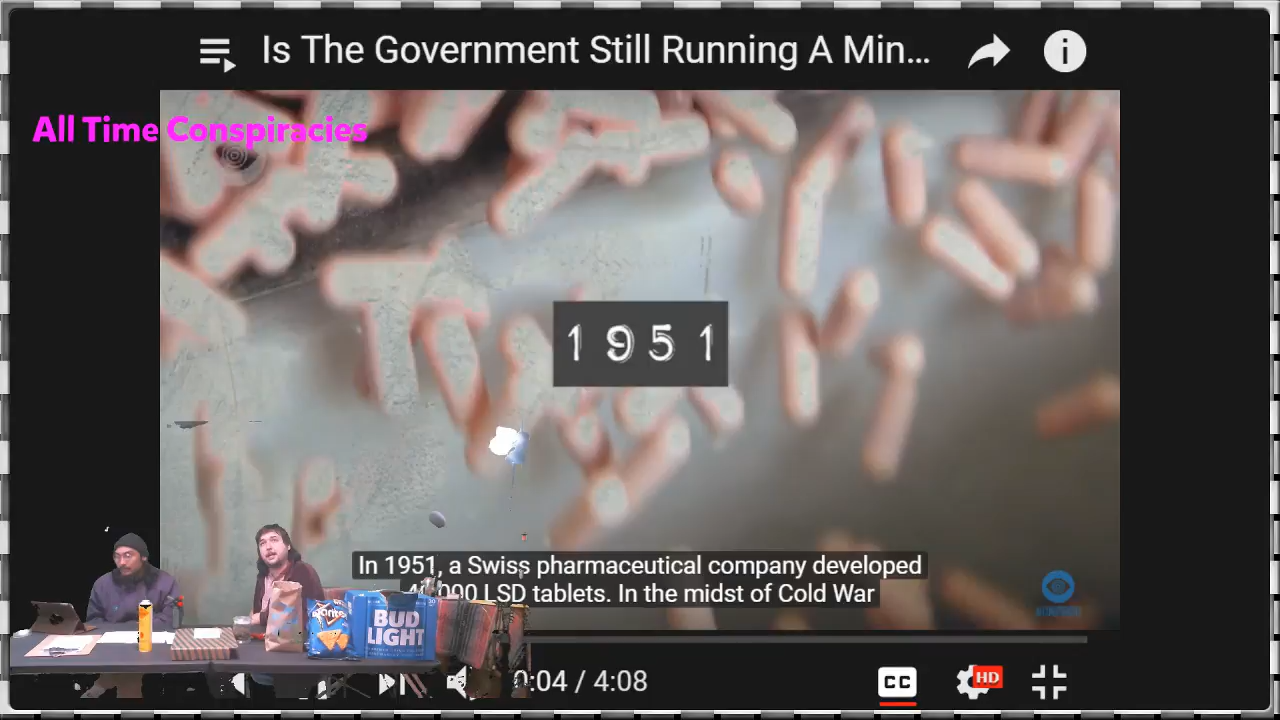 Is The Government Still Running A Min...
All Time Conspiracies
1951
In 1951, a Swiss pharmaceutical company developed
000 LSD tablets. In the midst of Cold War
BUD
LIGHT
0:04 / 4:08
CC
HD